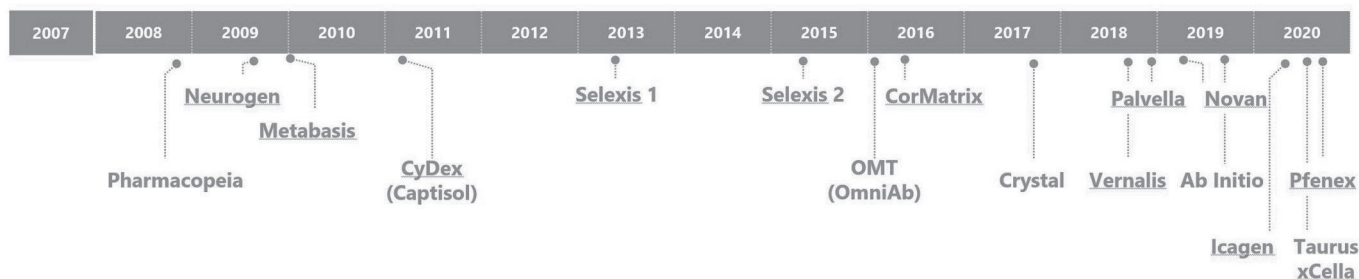 2007 2008 2009 2010 2011 2012 2013 2014 2015 2016 2017 2018 2019 2020
Neurogen Selexis 1 Selexis 2 CorMatrix Palvella Novan
Metabasis
Pharmacopeia CyDex OMT Crystal Vernalis Ab Initio Pfenex
(Captisol) (OmniAb)
Icagen Taurus
xCella